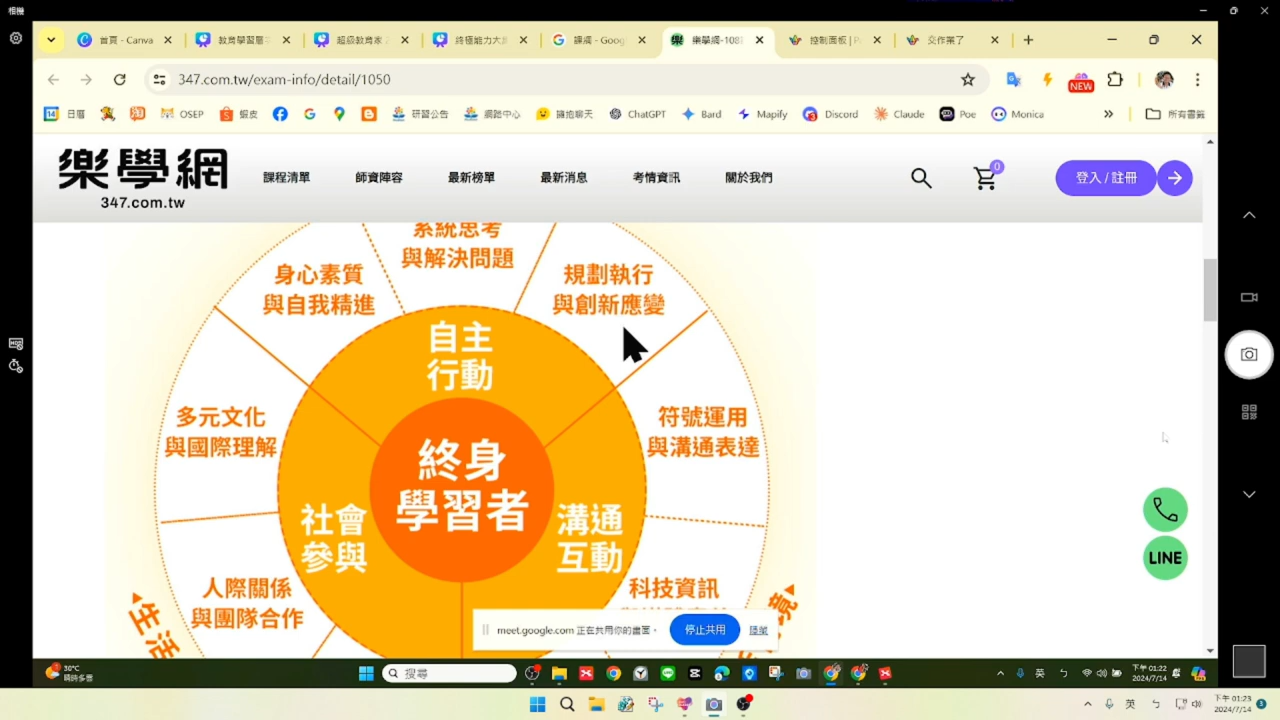 相機
首頁 - Canva
教育學習層
超級教育家
終極能力大
課綱 - Goog
樂學網-108
控制面板 | P
交作業了
347.com.tw/exam-info/detail/1050
NEW
日曆
OSEP
蝦皮
研習公告
網路中心
ChatGPT
Bard
Mapify
Discord
Claude
Poe
Monica
所有書籤
樂學網
347.com.tw
課程清單
師資陣容
最新榜單
最新消息
考情資訊
關於我們
0
登入 / 註冊
系統思考
與解決問題
身心素質
與自我精進
規劃執行
與創新應變
自主
行動
多元文化
與國際理解
符號運用
與溝通表達
終身
學習者
社會
參與
溝通
互動
人際關係
與團隊合作
科技資訊
生活
境
LINE
meet.google.com 正在共用你的畫面。
停止共用
隱藏
30°C
晴時多雲
搜尋
英
下午 01:22
2024/7/14
英
下午 01:23
2024/7/14